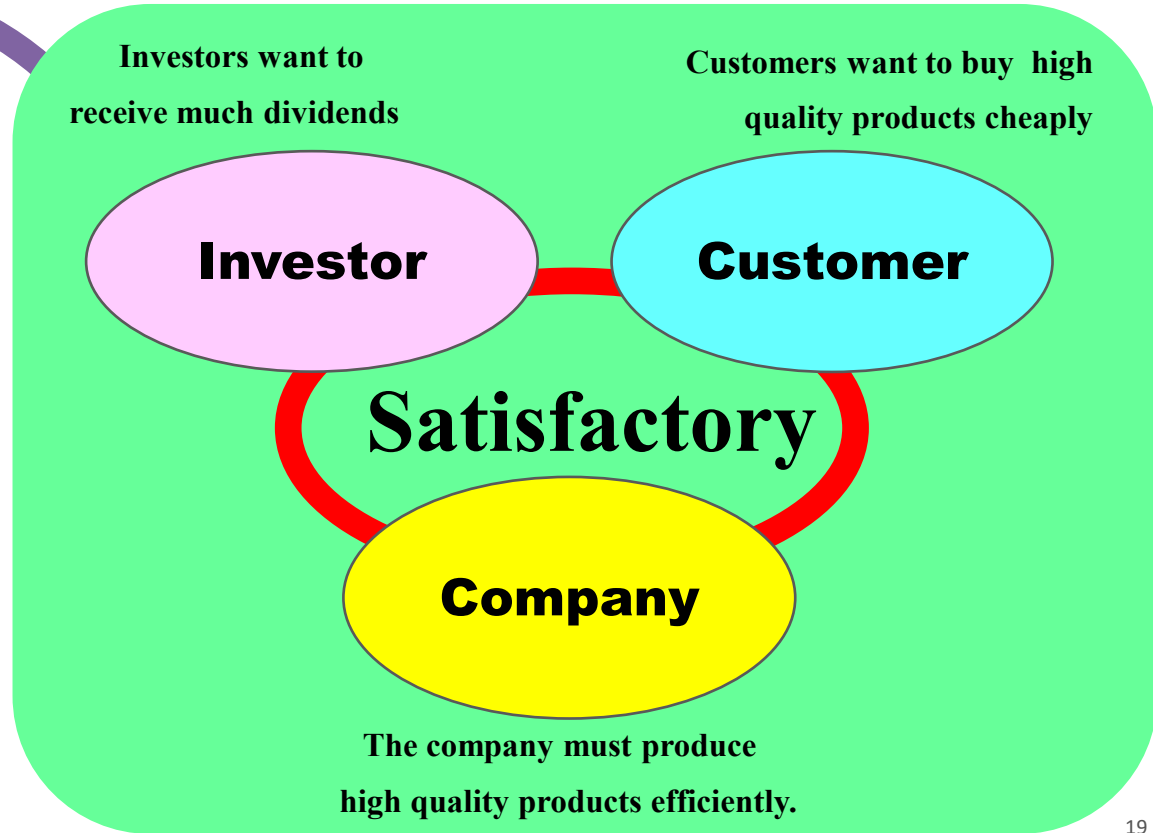 Investors want to
receive much dividends
Customers want to buy  high
quality products cheaply
Investor
Customer
Satisfactory
Company
The company must produce
high quality products efficiently.
19